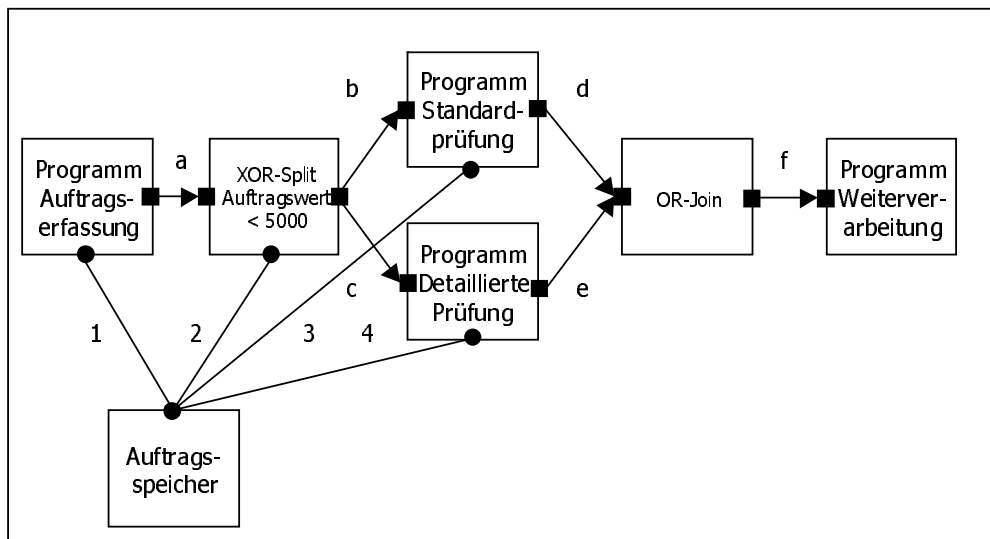 b
Programm
Standard-
prüfung
d
Programm
Auftrags-
erfassung
a
XOR-Split
Auftragswert
< 5000
OR-Join
f
Programm
Weiterver-
arbeitung
c
Programm
Detaillierte
Prüfung
e
1
2
3
4
Auftrags-
speicher